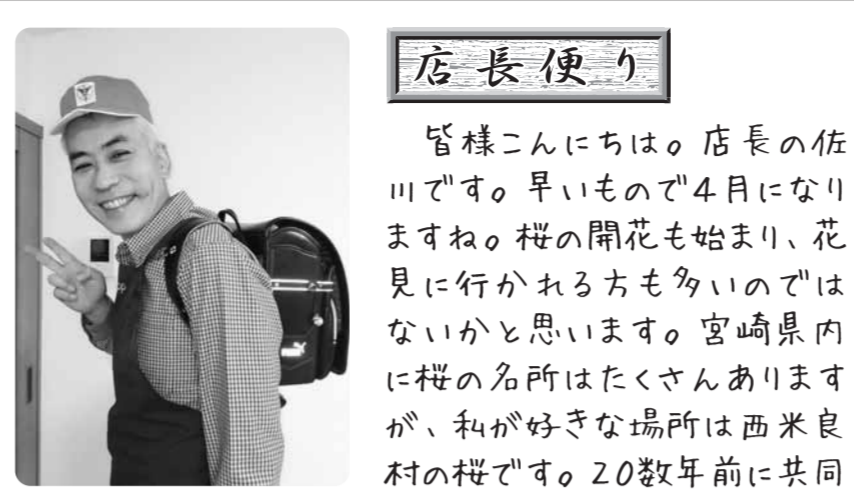 店長便り
皆様こんにちは。店長の佐
川です。早いもので4月になり
ますね。桜の開花も始まり、花
見に行かれる方も多いのでは
ないかと思います。宮崎県内
に桜の名所はたくさんあります
が、私が好きな場所は西米良
村の桜です。20数年前に共同